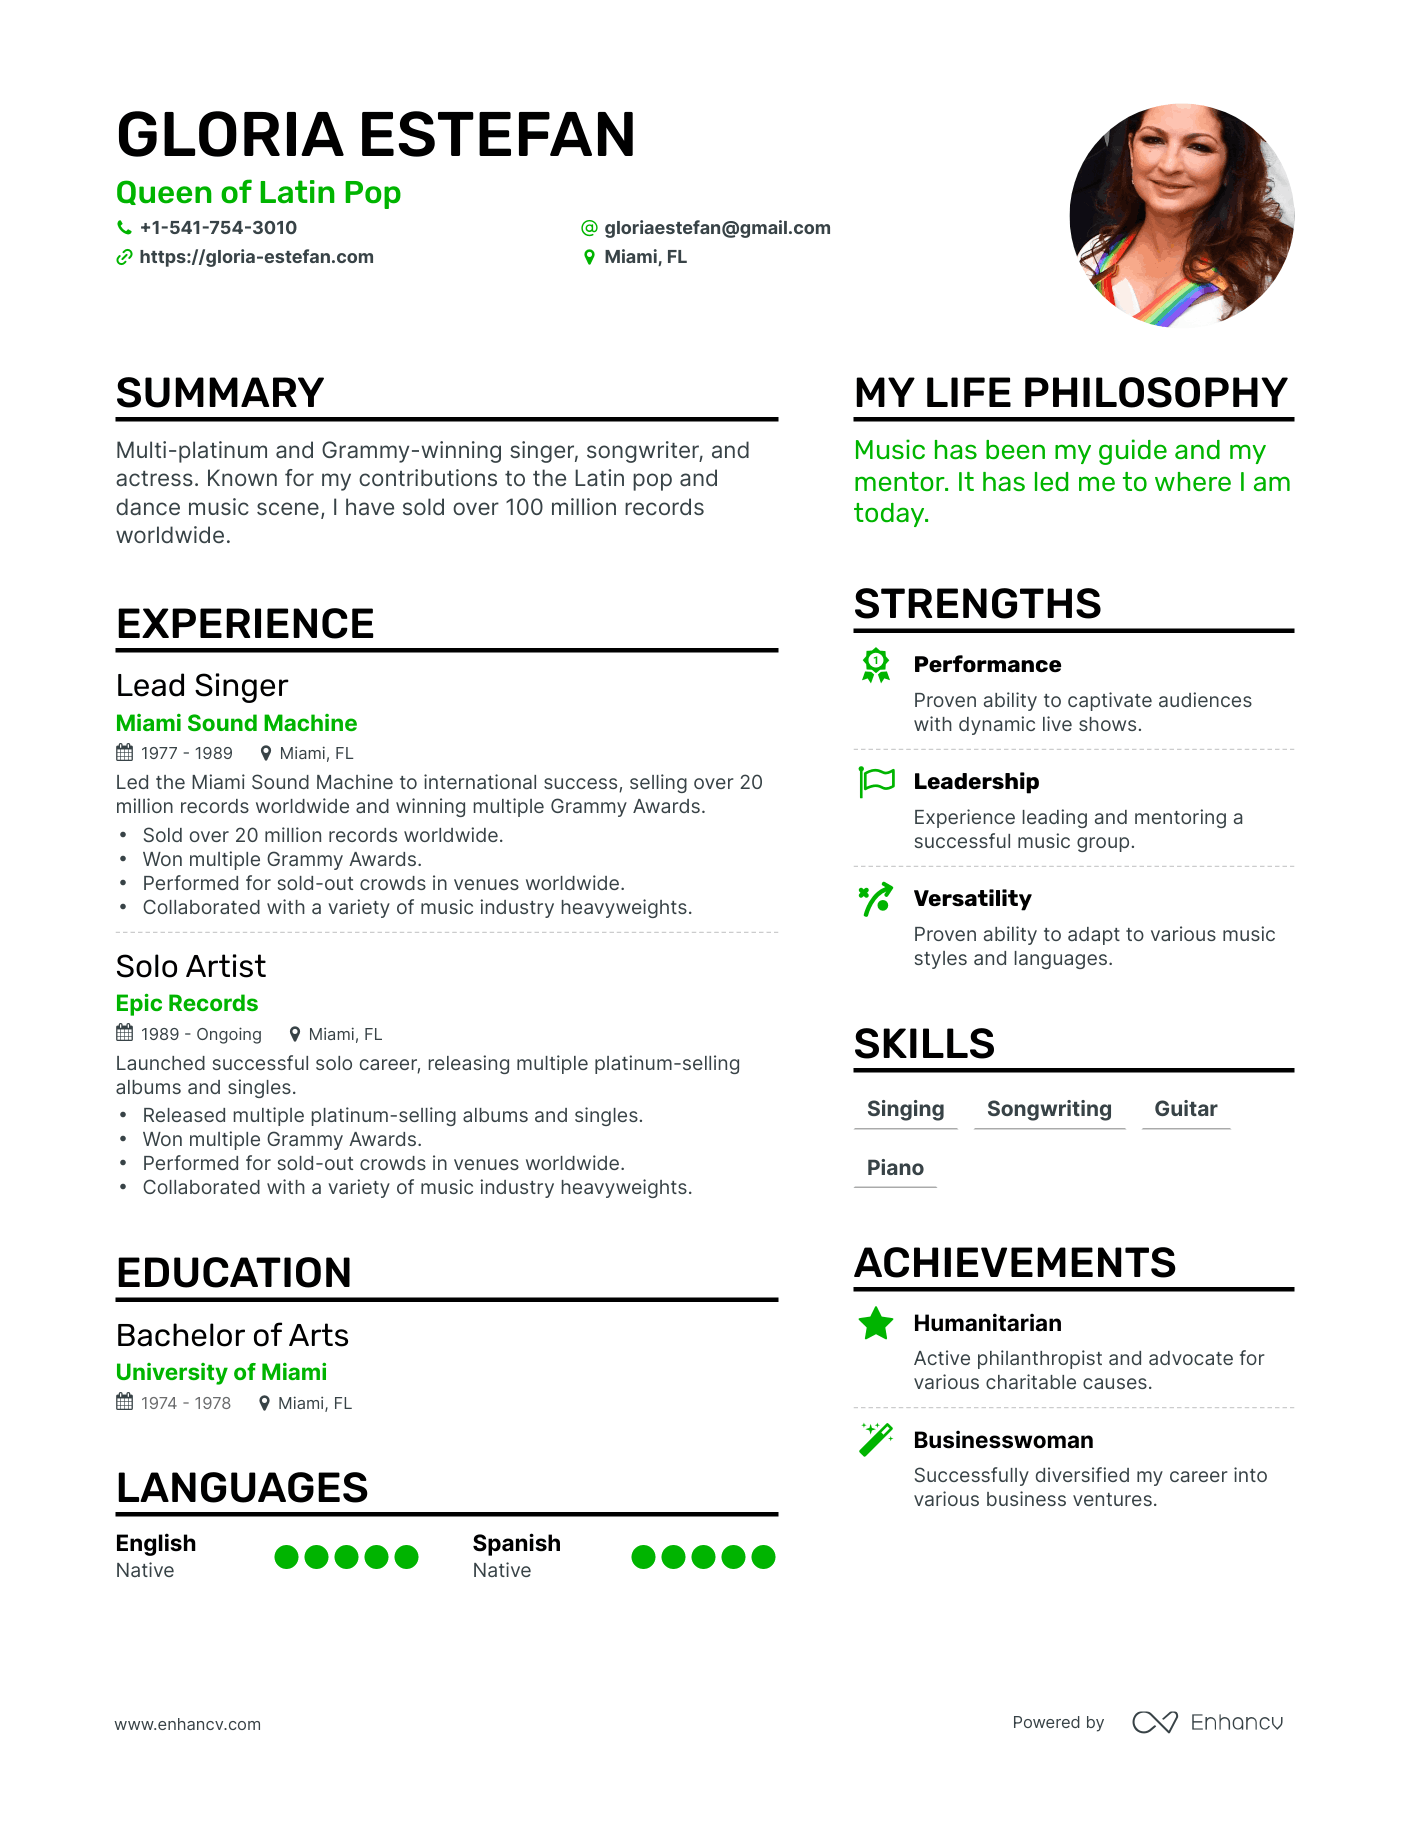 GLORIA ESTEFAN
Queen of Latin Pop
+1-541-754-3010
gloriaestefan@gmail.com
https://gloria-estefan.com
Miami, FL
SUMMARY
Multi-platinum and Grammy-winning singer, songwriter, and
actress. Known for my contributions to the Latin pop and
dance music scene, I have sold over 100 million records
worldwide.
EXPERIENCE
Lead Singer
Miami Sound Machine
1977 - 1989 Miami, FL
Led the Miami Sound Machine to international success, selling over 20
million records worldwide and winning multiple Grammy Awards.
• Sold over 20 million records worldwide.
• Won multiple Grammy Awards.
• Performed for sold-out crowds in venues worldwide.
• Collaborated with a variety of music industry heavyweights.
Solo Artist
Epic Records
1989 - Ongoing Miami, FL
Launched successful solo career, releasing multiple platinum-selling
albums and singles.
• Released multiple platinum-selling albums and singles.
• Won multiple Grammy Awards.
• Performed for sold-out crowds in venues worldwide.
• Collaborated with a variety of music industry heavyweights.
EDUCATION
Bachelor of Arts
University of Miami
1974 - 1978 Miami, FL
LANGUAGES
English
Native
Spanish
Native
MY LIFE PHILOSOPHY
Music has been my guide and my
mentor. It has led me to where I am
today.
STRENGTHS
1
Performance
Proven ability to captivate audiences
with dynamic live shows.
Leadership
Experience leading and mentoring a
successful music group.
Versatility
Proven ability to adapt to various music
styles and languages.
SKILLS
Singing Songwriting Guitar
Piano
ACHIEVEMENTS
Humanitarian
Active philanthropist and advocate for
various charitable causes.
Businesswoman
Successfully diversified my career into
various business ventures.
www.enhancv.com
Powered by Enhancv